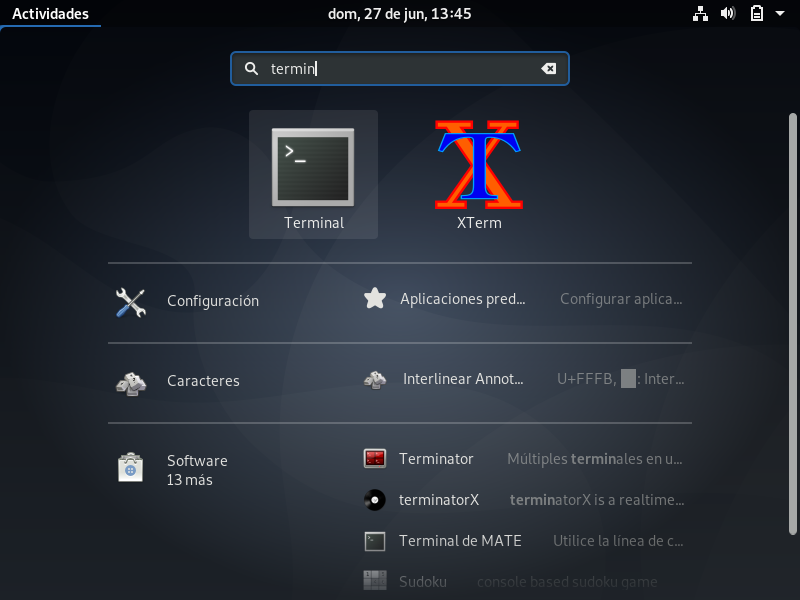 Actividades
dom, 27 de jun, 13:45
termin
Terminal
XTerm
Configuración
Aplicaciones pred...
Configurar aplica...
Caracteres
Interlinear Annot...
U+FFFB, : Inter...
Software
13 más
Terminator
Múltiples terminales en u...
terminatorX
terminatorX is a realtime...
Terminal de MATE
Utilice la línea de c...
Sudoku
console based sudoku game